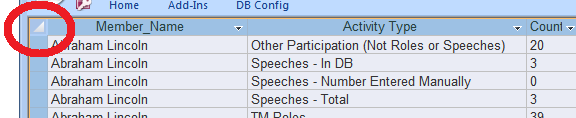 Home Add-Ins DB Config
Member_Name Activity Type Count
Abraham Lincoln Other Participation (Not Roles or Speeches) 20
Abraham Lincoln Speeches - In DB 3
Abraham Lincoln Speeches - Number Entered Manually 0
Abraham Lincoln Speeches - Total 3
Abraham Lincoln TM Roles 39